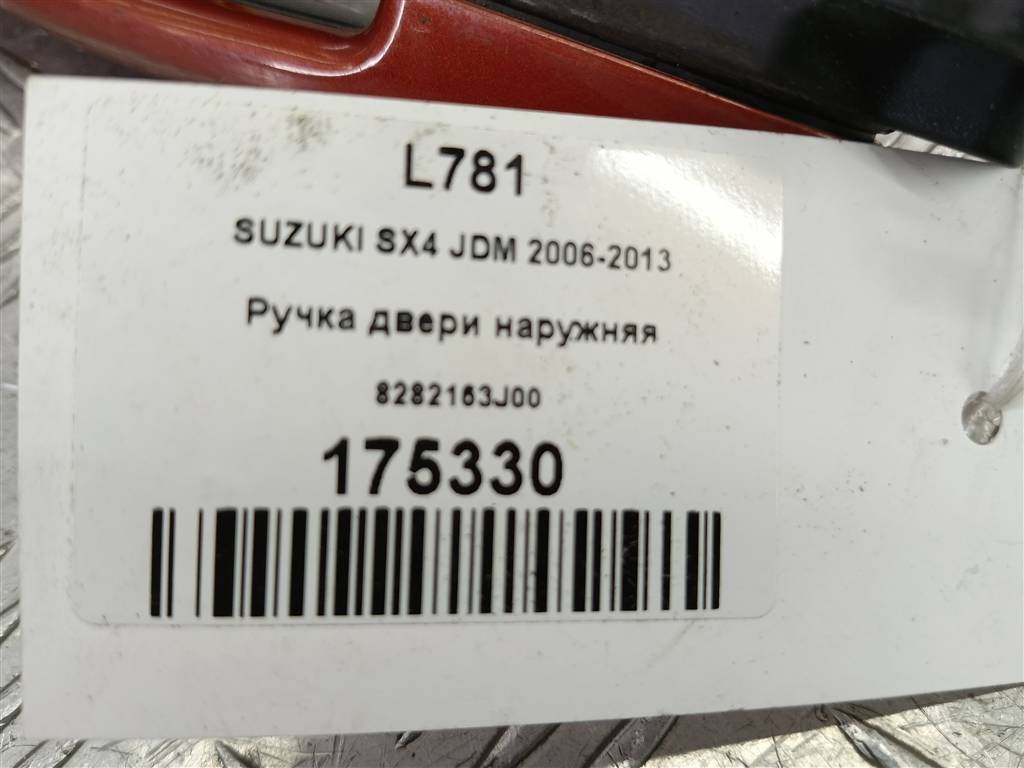 L781
SUZUKI SX4 JDM 2006-2013
Ручка двери наружняя
8282163J00
175330